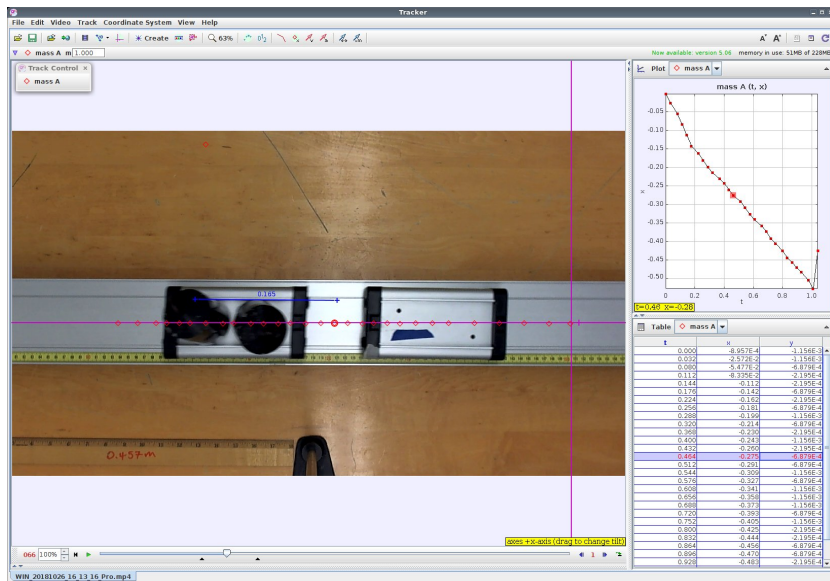 Tracker
File Edit Video Track Coordinate System View Help
Create 63%
mass A m 1.000
Now available: version 5.06 memory in use: 51MB of 228MB
Track Control ×
mass A
0.165
0.457m
axes +x-axis (drag to change tilt)
066 100% 1
WIN_20181026_16_13_16_Pro.mp4
Plot mass A
mass A (t, x)
-0.05
-0.10
-0.15
-0.20
-0.25
-0.30
-0.35
-0.40
-0.45
-0.50
x
0 0.2 0.4 0.6 0.8 1.0
t
t=0.46 x=-0.28
Table mass A
t x y
0.000 -8.957E-4 -1.156E-3
0.032 -2.572E-2 -1.156E-3
0.080 -5.477E-2 -6.879E-4
0.112 -8.335E-2 -2.195E-4
0.144 -0.112 -2.195E-4
0.176 -0.142 -6.879E-4
0.224 -0.162 -2.195E-4
0.256 -0.181 -6.879E-4
0.288 -0.199 -1.156E-3
0.320 -0.214 -6.879E-4
0.368 -0.230 -2.195E-4
0.400 -0.243 -1.156E-3
0.432 -0.260 -2.195E-4
0.464 -0.275 -6.879E-4
0.512 -0.291 -6.879E-4
0.544 -0.309 -1.156E-3
0.576 -0.327 -6.879E-4
0.608 -0.341 -1.156E-3
0.656 -0.358 -1.156E-3
0.688 -0.373 -1.156E-3
0.720 -0.393 -6.879E-4
0.752 -0.405 -1.156E-3
0.800 -0.425 -2.195E-4
0.832 -0.444 -2.195E-4
0.864 -0.456 -6.879E-4
0.896 -0.470 -6.879E-4
0.928 -0.483 -2.195E-4